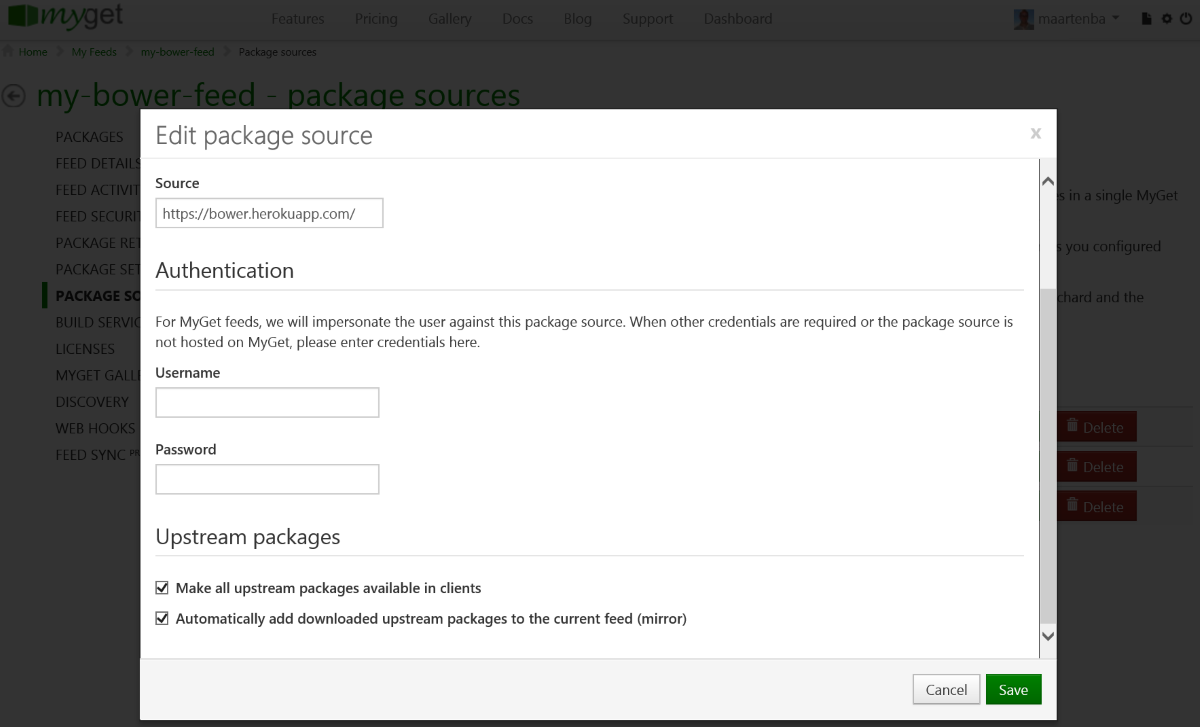 myget
Features Pricing Gallery Docs Blog Support Dashboard maartenba
Home My Feeds my-bower-feed Package sources
my-bower-feed - package sources
PACKAGES
FEED DETAILS
FEED ACTIVIT
FEED SECURIT
PACKAGE RET
PACKAGE SET
PACKAGE SO
BUILD SERVIC
LICENSES
MYGET GALLE
DISCOVERY
WEB HOOKS
FEED SYNC
Edit package source
x
Source
https://bower.herokuapp.com/
Authentication
For MyGet feeds, we will impersonate the user against this package source. When other credentials are required or the package source is
not hosted on MyGet, please enter credentials here.
Username
Password
Upstream packages
Make all upstream packages available in clients
Automatically add downloaded upstream packages to the current feed (mirror)
Cancel Save
es in a single MyGet
s you configured
chard and the
Delete
Delete
Delete